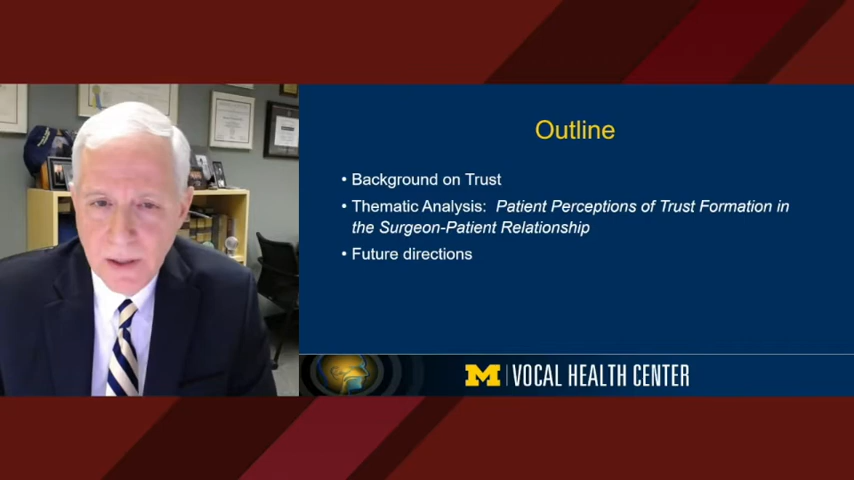 Outline
• Background on Trust
• Thematic Analysis: Patient Perceptions of Trust Formation in
the Surgeon-Patient Relationship
• Future directions
M | VOCAL HEALTH CENTER